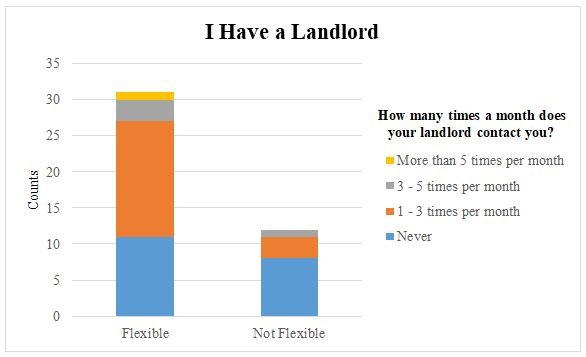 I Have a Landlord
35
30
25
20
15
10
5
0
Counts
Flexible
Not Flexible
How many times a month does
your landlord contact you?
More than 5 times per month
3 - 5 times per month
1 - 3 times per month
Never